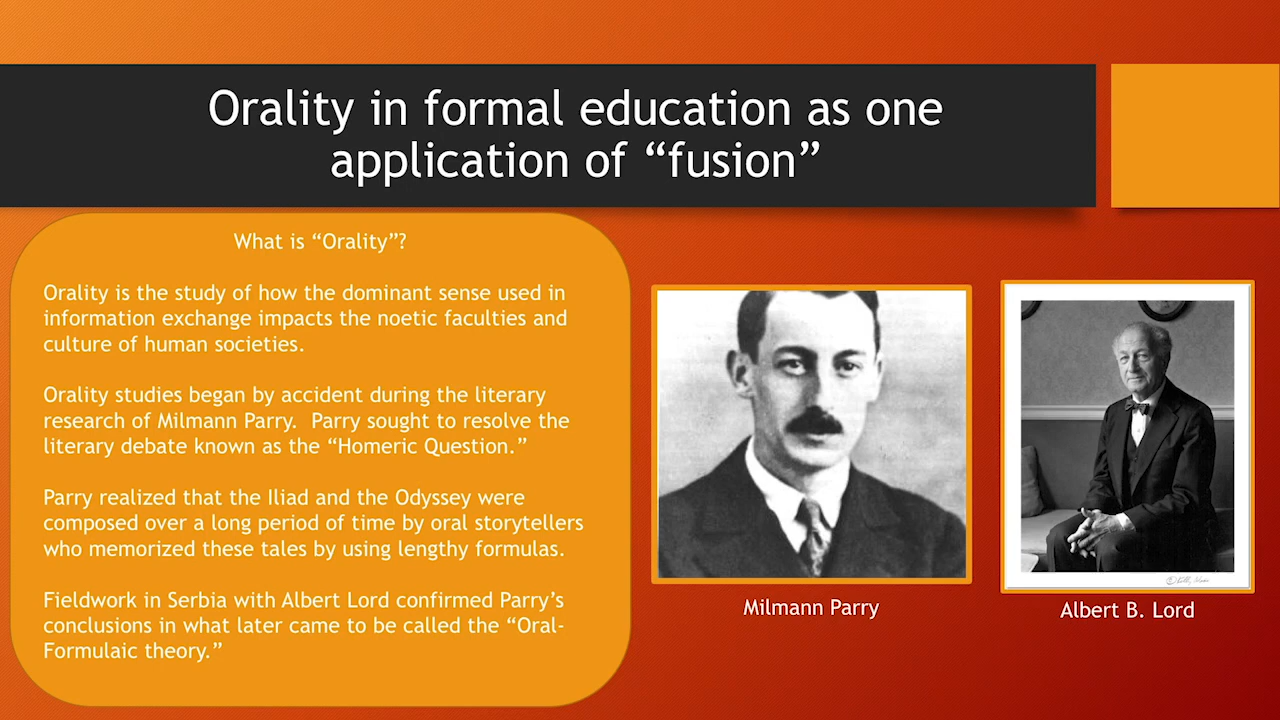 Orality in formal education as one
application of “fusion”
What is “Orality”?
Orality is the study of how the dominant sense used in
information exchange impacts the noetic faculties and
culture of human societies.
Orality studies began by accident during the literary
research of Milmann Parry.  Parry sought to resolve the
literary debate known as the “Homeric Question.”
Parry realized that the Iliad and the Odyssey were
composed over a long period of time by oral storytellers
who memorized these tales by using lengthy formulas.
Fieldwork in Serbia with Albert Lord confirmed Parry’s
conclusions in what later came to be called the “Oral-
Formulaic theory.”
Milmann Parry
Albert B. Lord